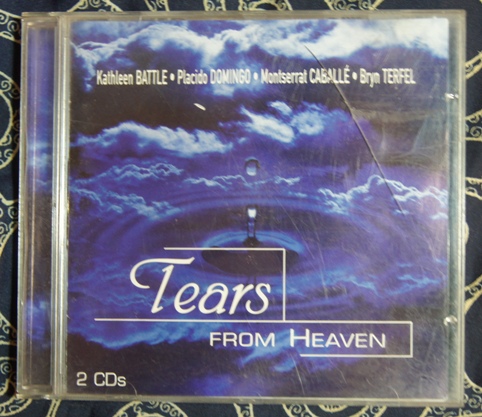 Kathleen BATTLE • Placido DOMINGO • Montserrat CABALLÉ • Bryn TERFEL
Tears
FROM HEAVEN
2 CDs